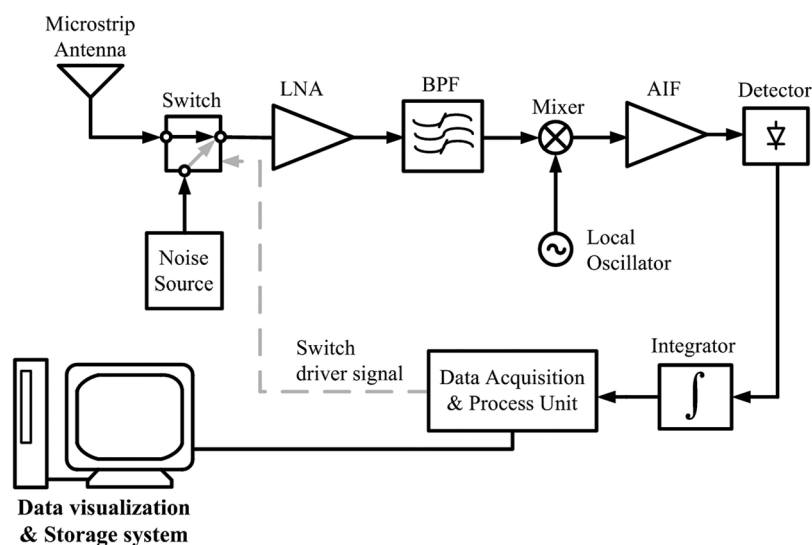 Microstrip
Antenna
Switch
LNA
BPF
Mixer
AIF
Detector
Noise
Source
Local
Oscillator
Switch
driver signal
Data Acquisition
& Process Unit
Integrator
∫
Data visualization
& Storage system